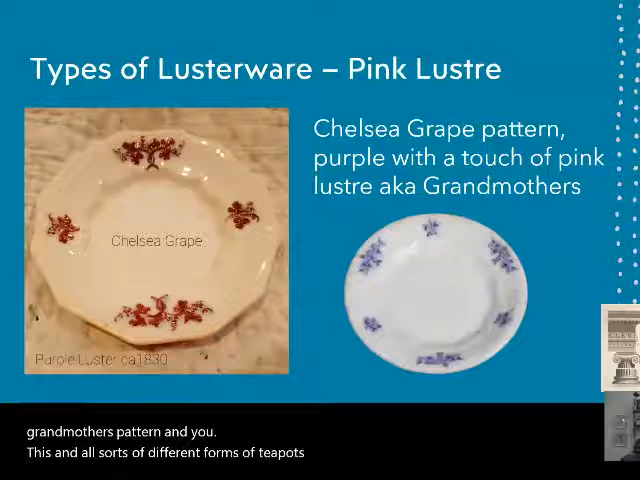 Types of Lusterware – Pink Lustre
Chelsea Grape pattern,
purple with a touch of pink
lustre aka Grandmothers
Chelsea Grape
Purple Luster ca1830
grandmothers pattern and you.
This and all sorts of different forms of teapots